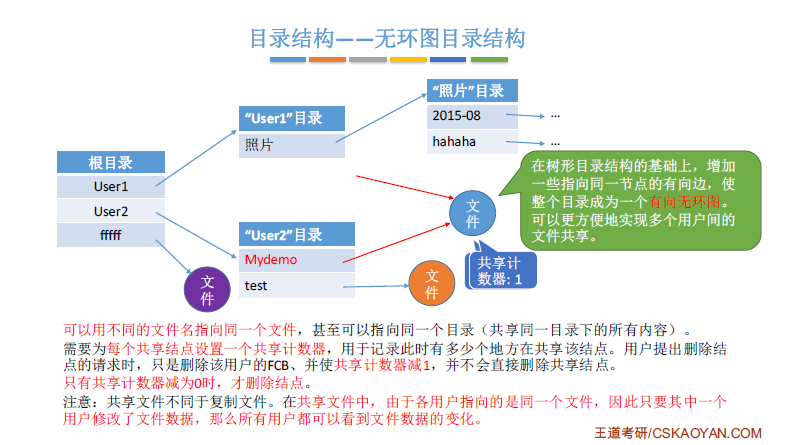 目录结构——无环图目录结构
“照片”目录
2015-08
...
hahaha
...
“User1”目录
照片
根目录
User1
User2
ffffff
在树形目录结构的基础上，增加
一些指向同一节点的有向边，使
整个目录成为一个有向无环图。
可以更方便地实现多个用户间的
文件共享。
文
件
“User2”目录
Mydemo
test
共享计
数器: 1
文
件
文
件
可以用不同的文件名指向同一个文件，甚至可以指向同一个目录（共享同一目录下的所有内容）。
需要为每个共享结点设置一个共享计数器，用于记录此时有多少个地方在共享该结点。用户提出删除结
点的请求时，只是删除该用户的FCB、并使共享计数器减1，并不会直接删除共享结点。
只有共享计数器减为0时，才删除结点。
注意：共享文件不同于复制文件。在共享文件中，由于各用户指向的是同一个文件，因此只要其中一个
用户修改了文件数据，那么所有用户都可以看到文件数据的变化。
王道考研/CSKAOYAN.COM